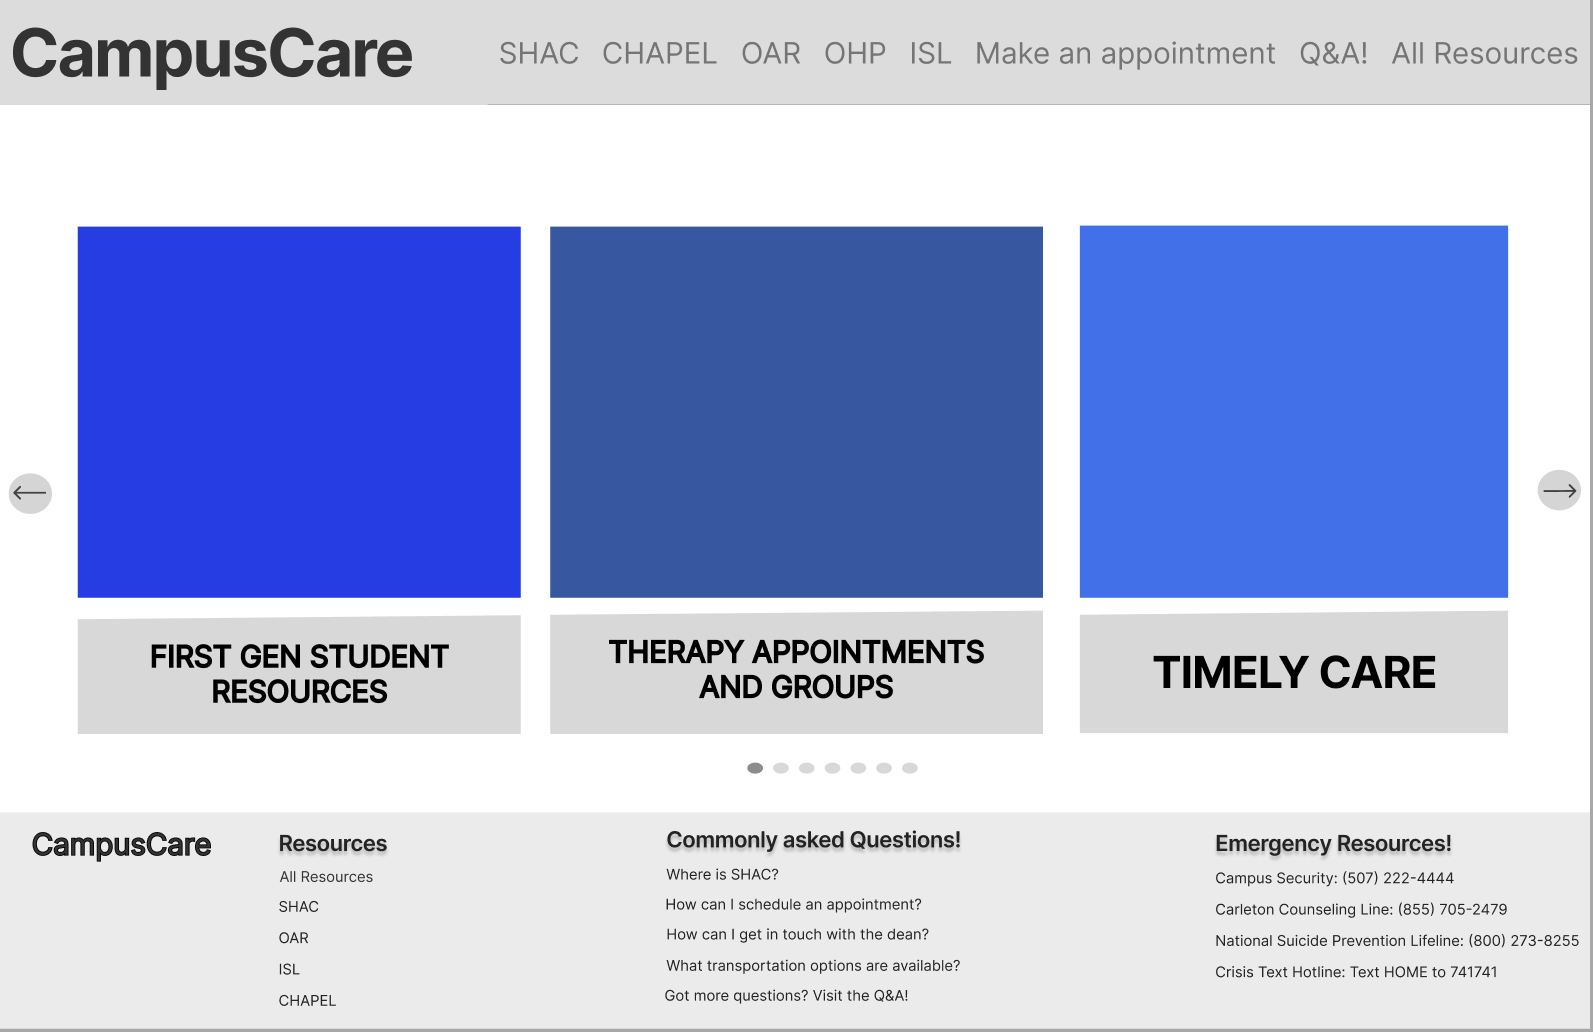 CampusCare
SHAC CHAPEL OAR OHP ISL Make an appointment Q&A! All Resources
FIRST GEN STUDENT
RESOURCES
THERAPY APPOINTMENTS
AND GROUPS
TIMELY CARE
CampusCare
Resources
All Resources
SHAC
OAR
ISL
CHAPEL
Commonly asked Questions!
Where is SHAC?
How can I schedule an appointment?
How can I get in touch with the dean?
What transportation options are available?
Got more questions? Visit the Q&A!
Emergency Resources!
Campus Security: (507) 222-4444
Carleton Counseling Line: (855) 705-2479
National Suicide Prevention Lifeline: (800) 273-8255
Crisis Text Hotline: Text HOME to 741741